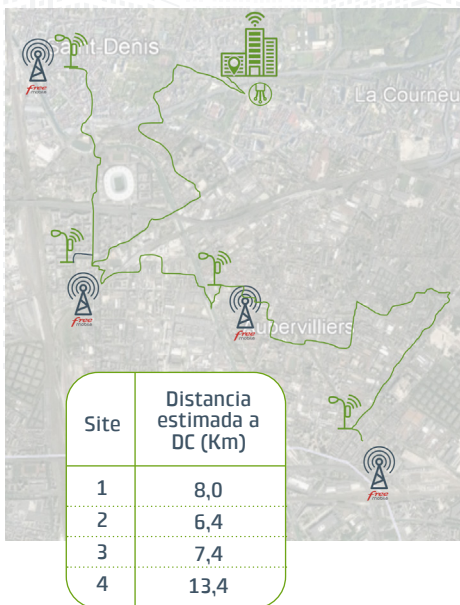 Saint-Denis
free
mobile
La Courneu
free
mobile
free
mobile
Aubervilliers
free
mobile
Site
Distancia
estimada a
DC (Km)
1 8,0
2 6,4
3 7,4
4 13,4